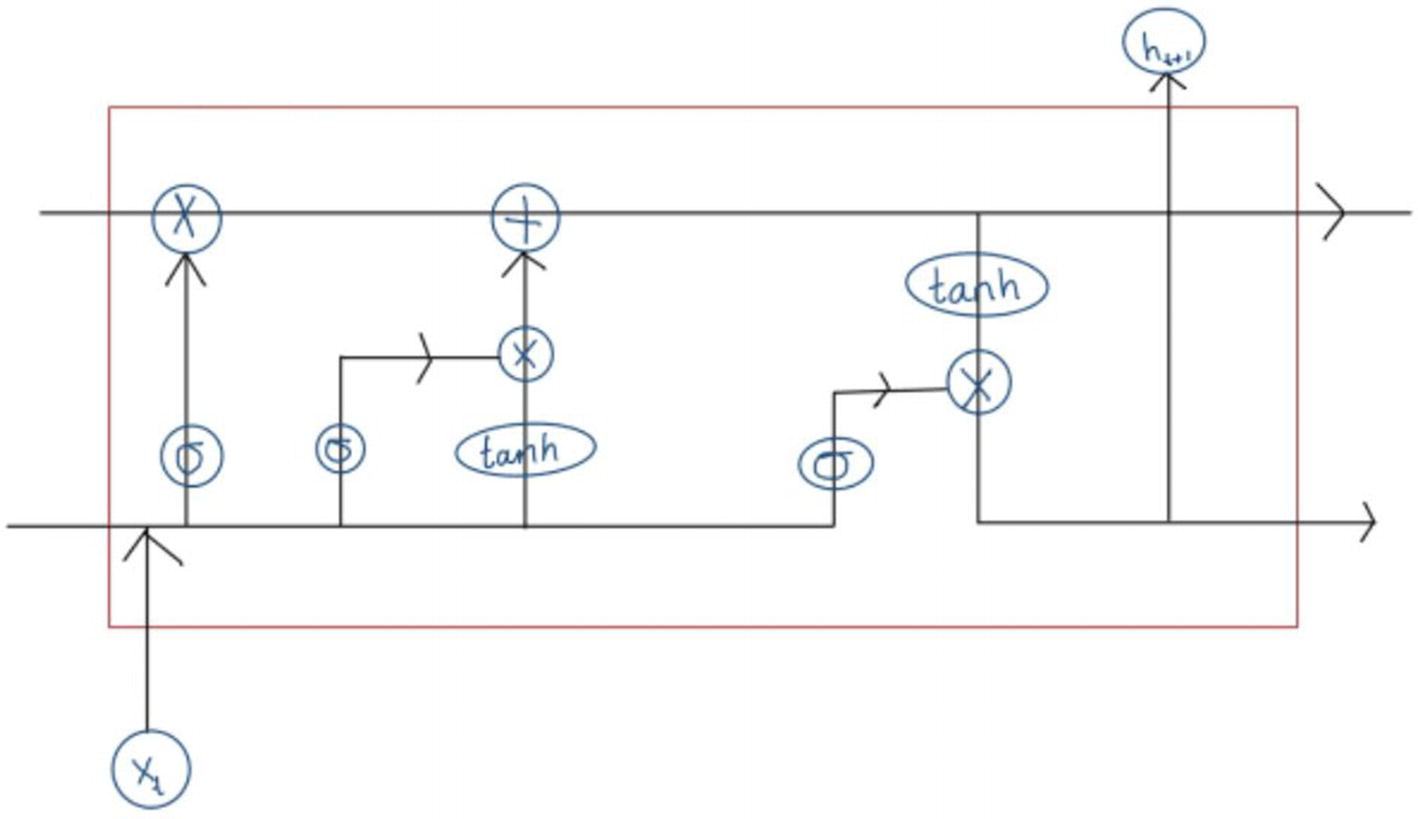 h_{t+1}
X
+
tanh
x
X
σ
σ
tanh
σ
x_t